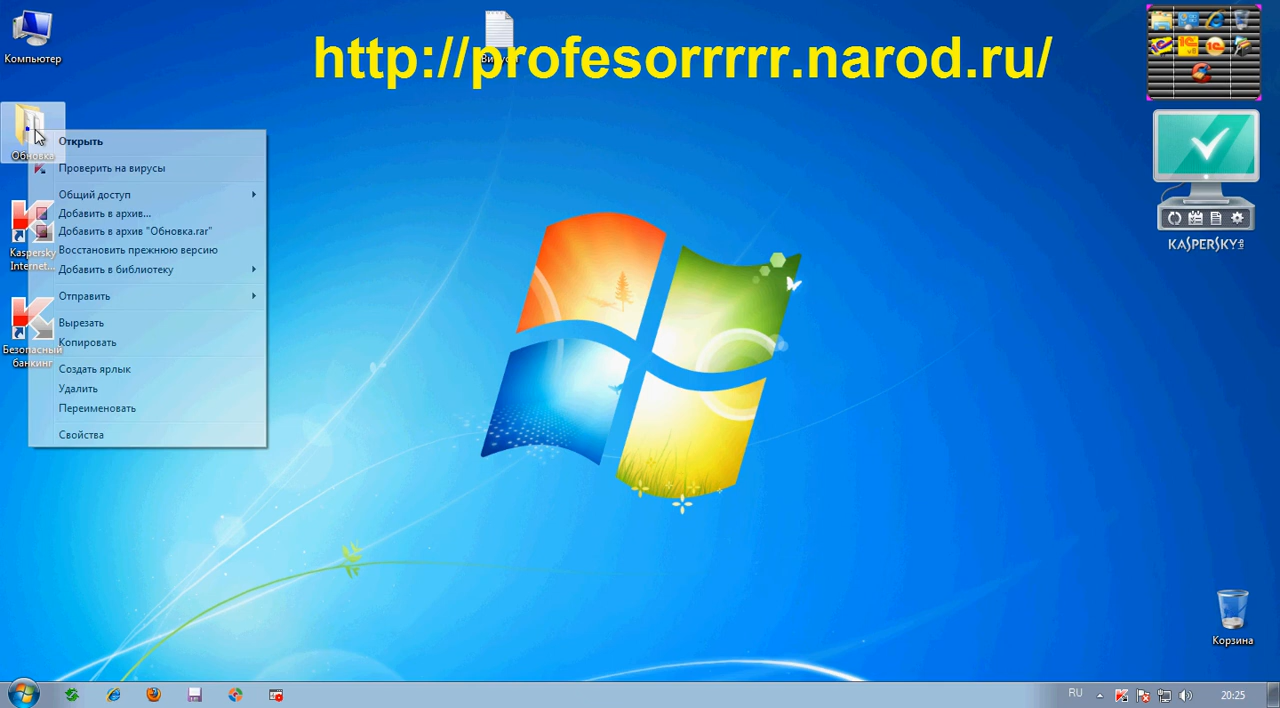 Компьютер
http://profesorrrrr.narod.ru/
Обновка
Открыть
Проверить на вирусы
Общий доступ
Добавить в архив...
Добавить в архив "Обновка.rar"
Восстановить прежнюю версию
Добавить в библиотеку
Отправить
Вырезать
Копировать
Создать ярлык
Удалить
Переименовать
Свойства
Kaspersky
Internet...
Безопасный
банкинг
KASPERSKY
Корзина
RU
20:25